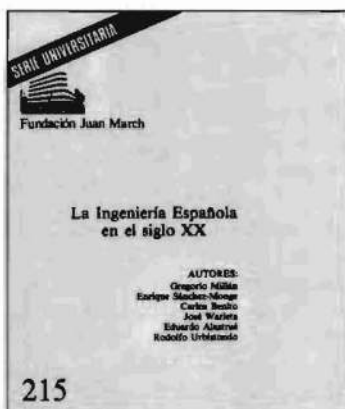 SERIE UNIVERSITARIA
Fundación Juan March
La Ingeniería Española
en el siglo XX
AUTORES:
Gregorio Millán
Enrique Sánchez-Monge
Carlos Benito
José Warleta
Eduardo
Rodolfo Urbistondo
215